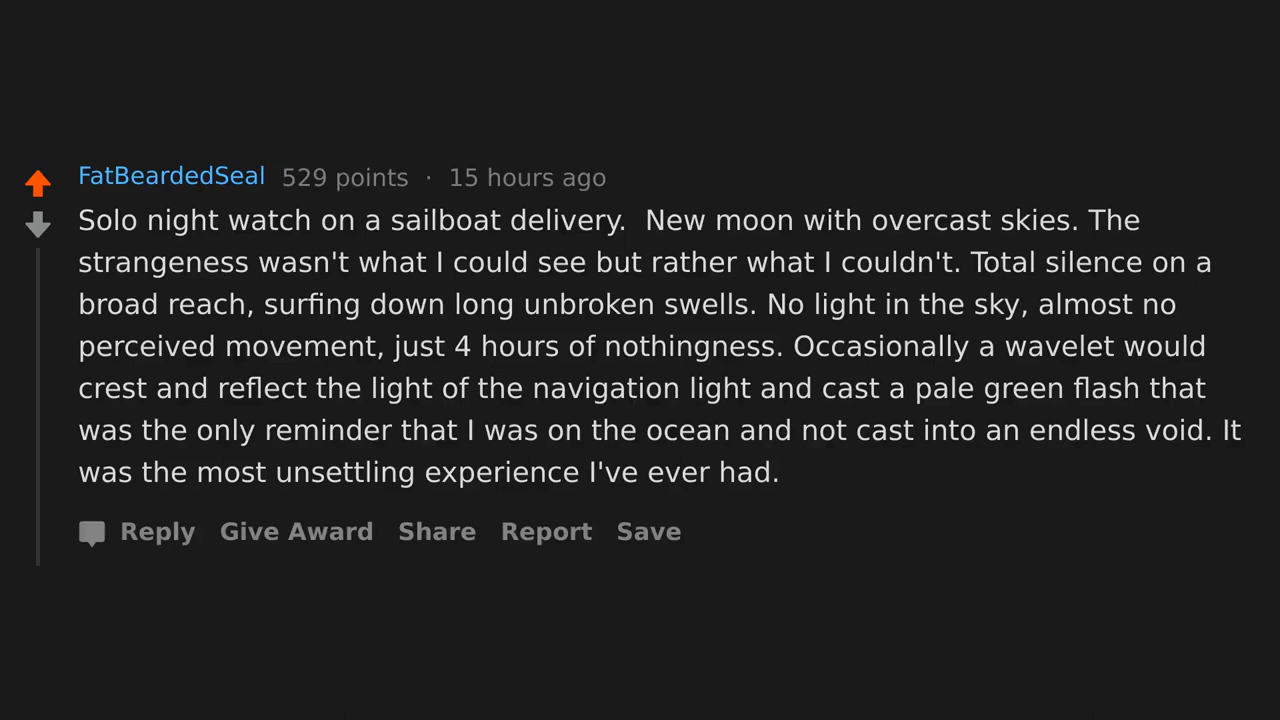 FatBeardedSeal 529 points · 15 hours ago
Solo night watch on a sailboat delivery.  New moon with overcast skies. The
strangeness wasn't what I could see but rather what I couldn't. Total silence on a
broad reach, surfing down long unbroken swells. No light in the sky, almost no
perceived movement, just 4 hours of nothingness. Occasionally a wavelet would
crest and reflect the light of the navigation light and cast a pale green flash that
was the only reminder that I was on the ocean and not cast into an endless void. It
was the most unsettling experience I've ever had.
Reply Give Award Share Report Save